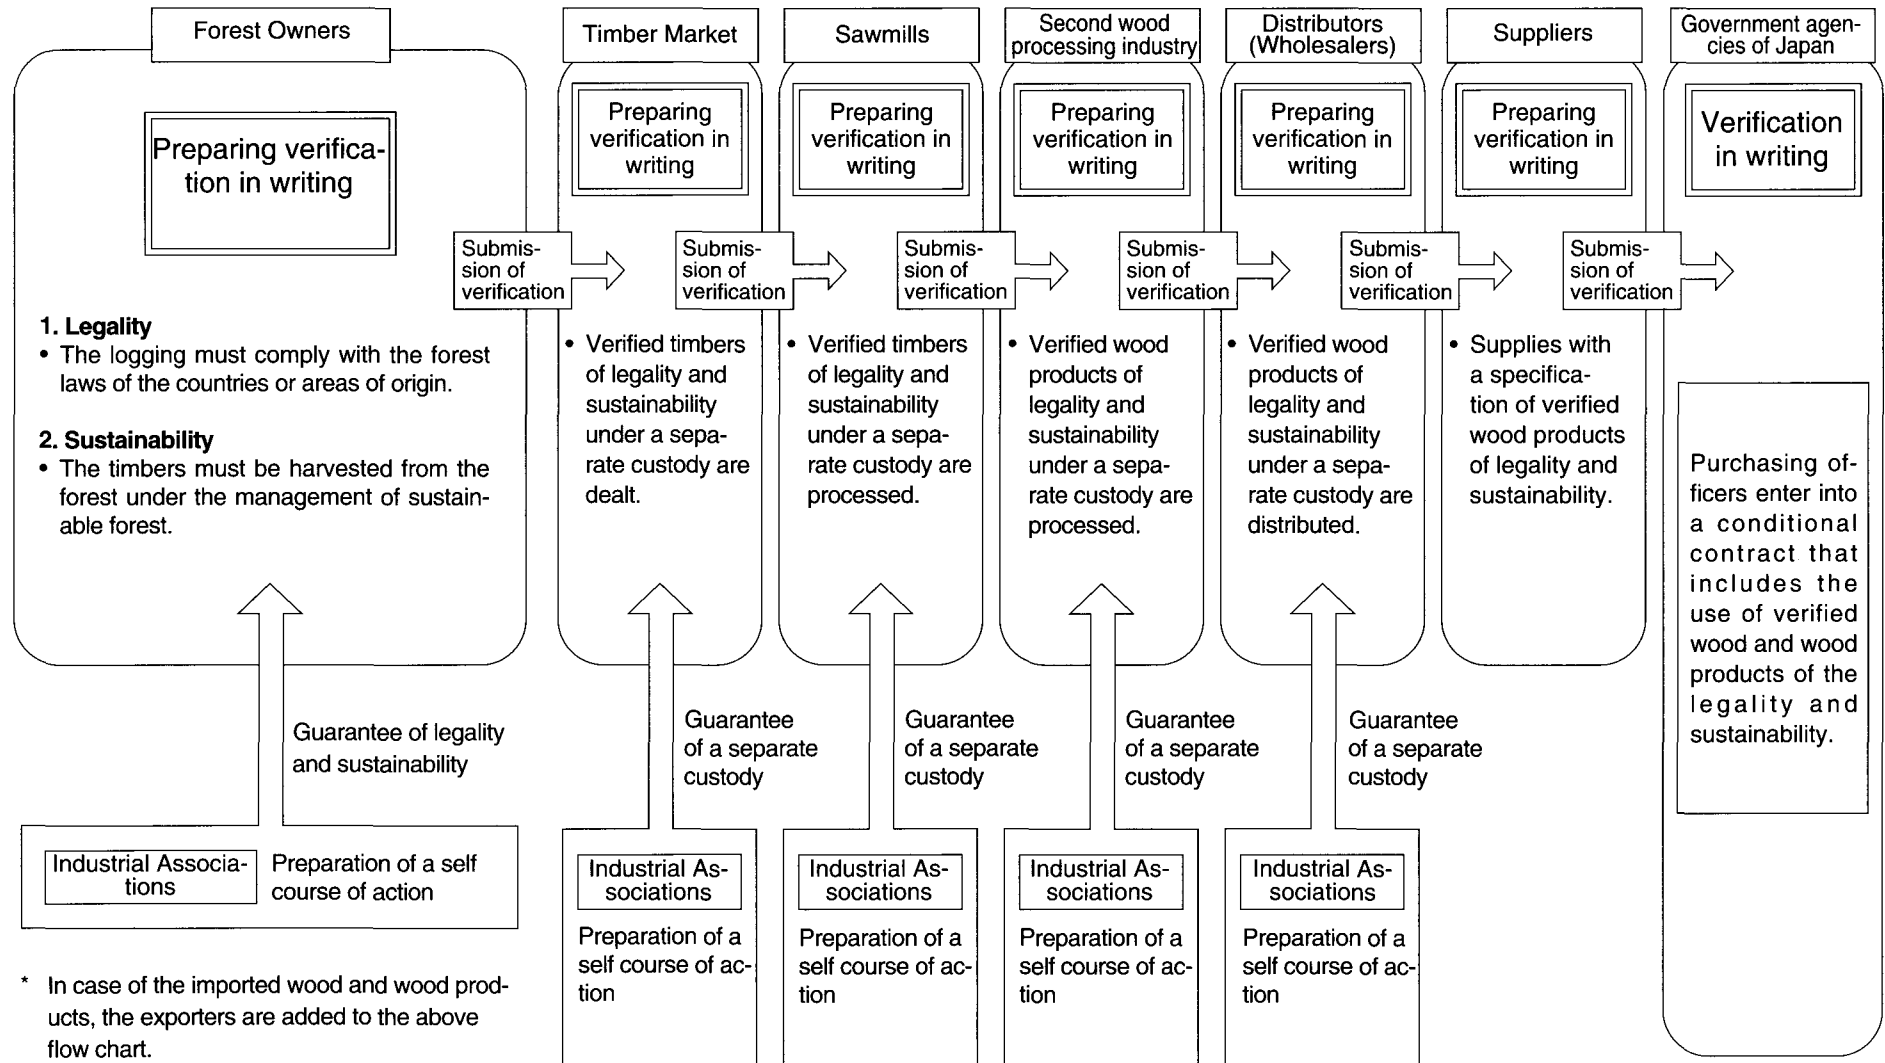 Forest Owners
Preparing verifica-
tion in writing
1. Legality
• The logging must comply with the forest
laws of the countries or areas of origin.
2. Sustainability
• The timbers must be harvested from the
forest under the management of sustain-
able forest.
Guarantee of legality
and sustainability
Industrial Associa-
tions
Preparation of a self
course of action
* In case of the imported wood and wood prod-
ucts, the exporters are added to the above
flow chart.
Submis-
sion of
verification
Timber Market
Preparing
verification in
writing
• Verified timbers
of legality and
sustainability
under a sepa-
rate custody are
dealt.
Guarantee
of a separate
custody
Industrial As-
sociations
Preparation of a
self course of ac-
tion
Submis-
sion of
verification
Sawmills
Preparing
verification in
writing
• Verified timbers
of legality and
sustainability
under a sepa-
rate custody are
processed.
Guarantee
of a separate
custody
Industrial As-
sociations
Preparation of a
self course of ac-
tion
Submis-
sion of
verification
Second wood
processing industry
Preparing
verification in
writing
• Verified wood
products of
legality and
sustainability
under a sepa-
rate custody are
processed.
Guarantee
of a separate
custody
Industrial As-
sociations
Preparation of a
self course of ac-
tion
Submis-
sion of
verification
Distributors
(Wholesalers)
Preparing
verification in
writing
• Verified wood
products of
legality and
sustainability
under a sepa-
rate custody are
distributed.
Guarantee
of a separate
custody
Industrial As-
sociations
Preparation of a
self course of ac-
tion
Submis-
sion of
verification
Suppliers
Preparing
verification in
writing
• Supplies with
a specifica-
tion of verified
wood products
of legality and
sustainability.
Submis-
sion of
verification
Government agen-
cies of Japan
Verification
in writing
Purchasing of-
ficers enter into
a conditional
contract that
includes the
use of verified
wood and wood
products of the
legality and
sustainability.